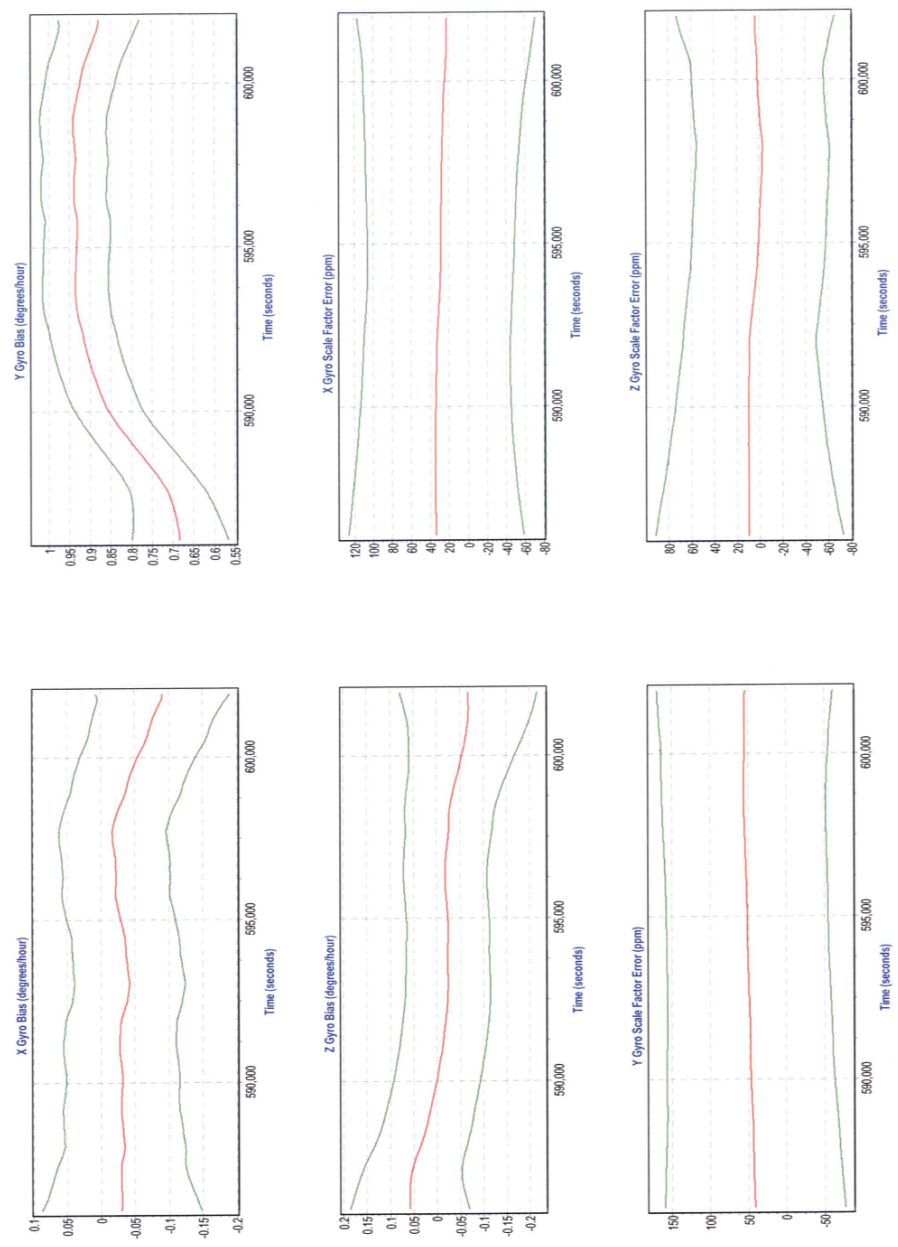 X Gyro Bias (degrees/hour)
0.1
0.05
0
-0.05
-0.1
-0.15
-0.2
590,000 595,000 600,000
Time (seconds)
Y Gyro Bias (degrees/hour)
1
0.95
0.9
0.85
0.8
0.7
0.65
0.6
0.55
590,000 595,000 600,000
Time (seconds)
Z Gyro Bias (degrees/hour)
0.2
0.15
0.1
0.05
0
-0.05
-0.1
-0.15
-0.2
590,000 595,000 600,000
Time (seconds)
X Gyro Scale Factor Error (ppm)
120
100
80
60
40
20
0
-20
-40
-60
-80
590,000 595,000 600,000
Time (seconds)
Y Gyro Scale Factor Error (ppm)
150
100
50
0
-50
590,000 595,000 600,000
Time (seconds)
Z Gyro Scale Factor Error (ppm)
80
60
40
20
0
-20
-40
-60
-80
590,000 595,000 600,000
Time (seconds)